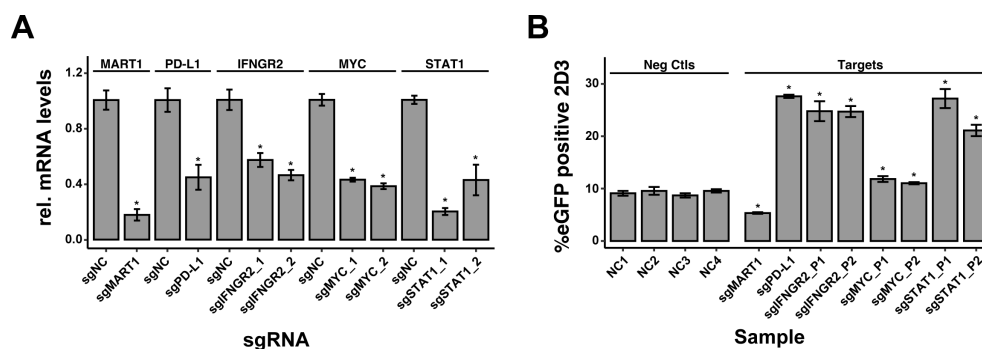 A
MART1 PD-L1 IFNGR2 MYC STAT1
rel. mRNA levels
1.2
0.8
0.4
0.0
* * * * * * * *
sgNC sgMART1 sgNC sgPD-L1 sgNC sgIFNGR2_1 sgIFNGR2_2 sgNC sgMYC_1 sgMYC_2 sgNC sgSTAT1_1 sgSTAT1_2
sgRNA
B
Neg Ctls Targets
%eGFP positive 2D3
30
20
10
0
* * * * * * * *
NC1 NC2 NC3 NC4 sgMART1 sgPD-L1 sgIFNGR2_P1 sgIFNGR2_P2 sgMYC_P1 sgMYC_P2 sgSTAT1_P1 sgSTAT1_P2
Sample